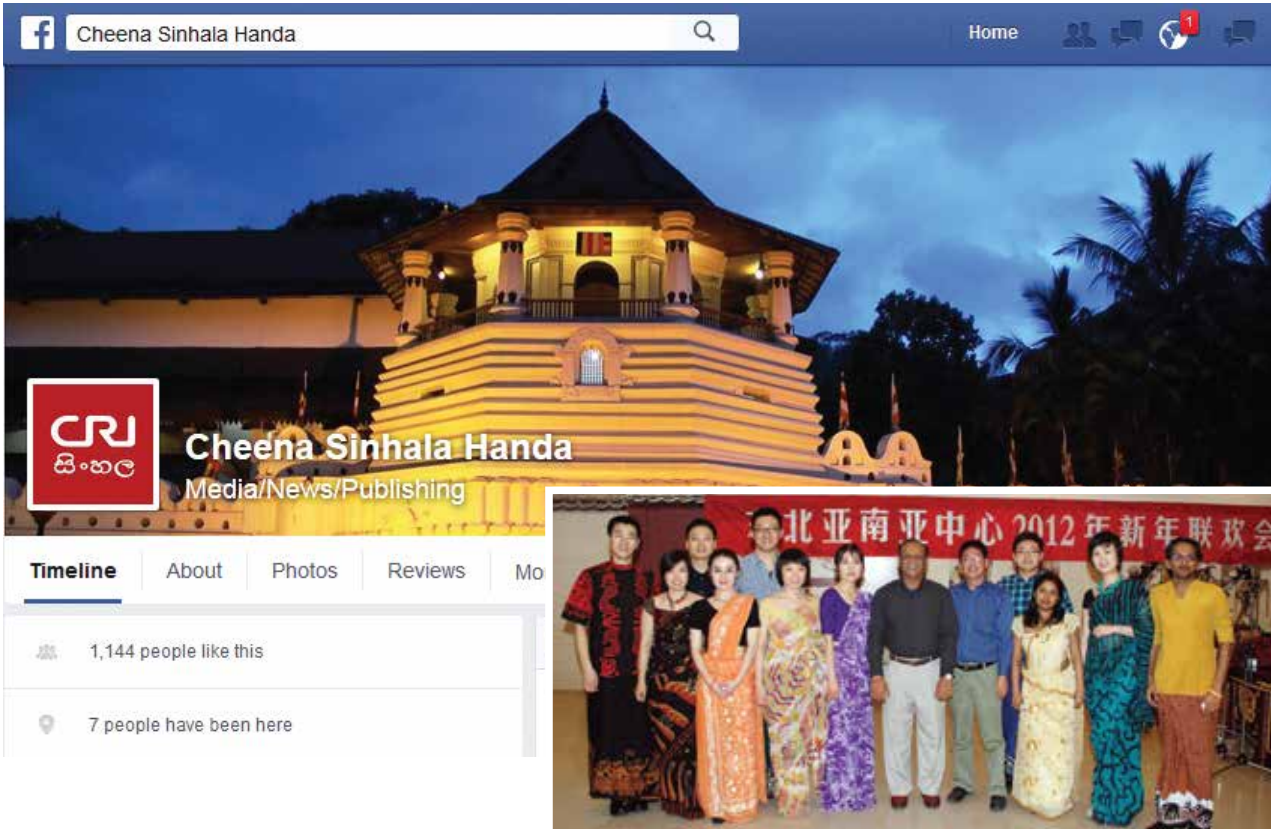 f Cheena Sinhala Handa
Home
1
CRI
සිංහල
Cheena Sinhala Handa
Media/News/Publishing
Timeline About Photos Reviews Mo
1,144 people like this
7 people have been here
北亚南亚中心2012年新年联欢会